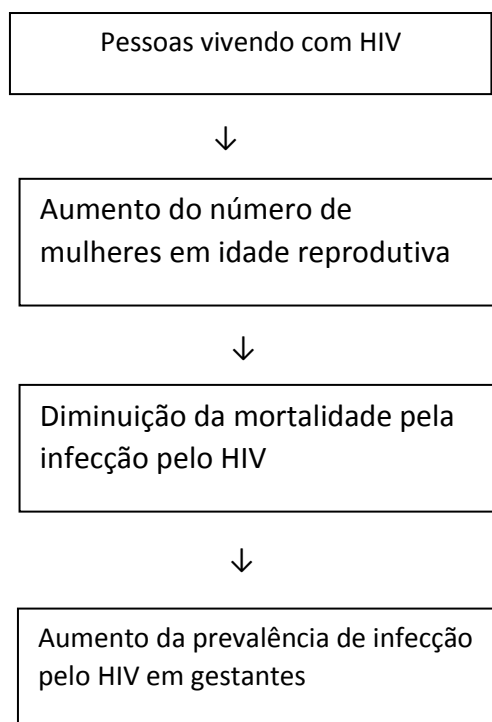 Pessoas vivendo com HIV
↓
Aumento do número de
mulheres em idade reprodutiva
↓
Diminuição da mortalidade pela
infecção pelo HIV
↓
Aumento da prevalência de infecção
pelo HIV em gestantes